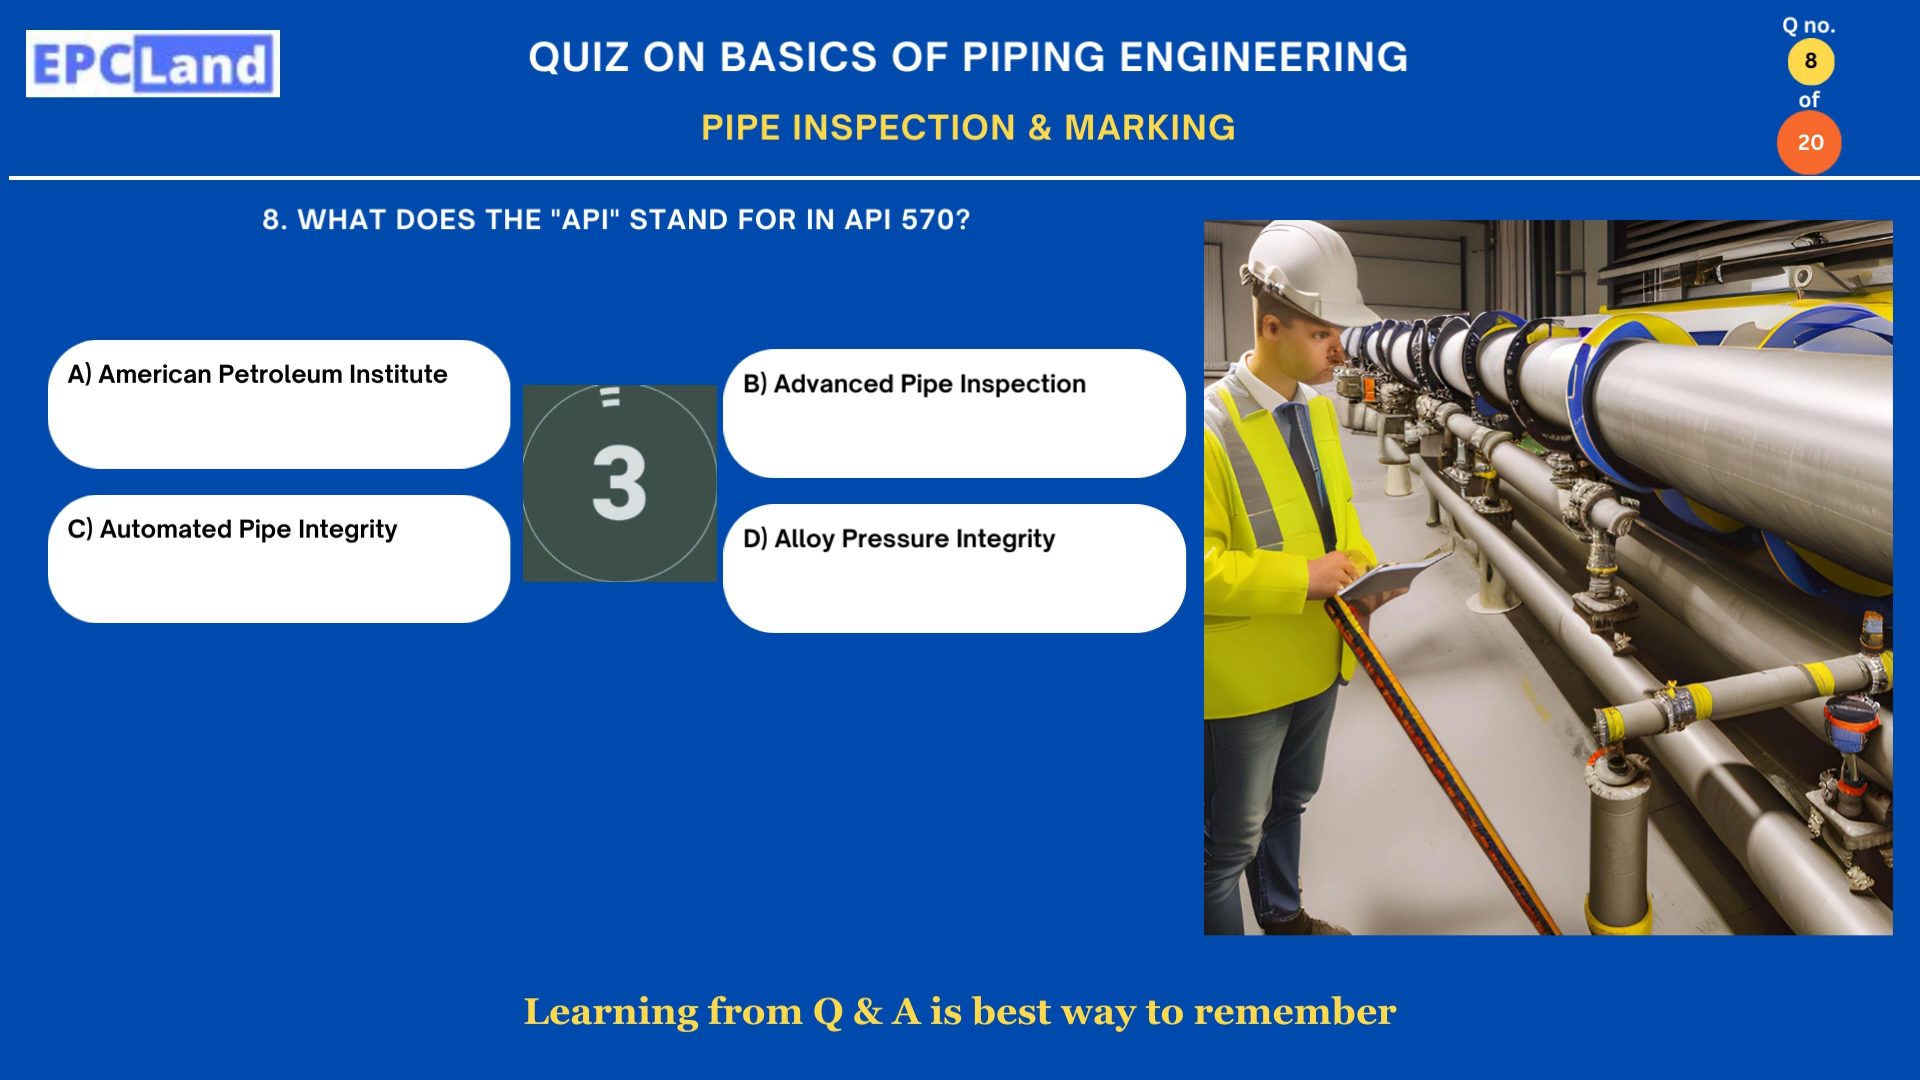 EPCLand
QUIZ ON BASICS OF PIPING ENGINEERING
PIPE INSPECTION & MARKING
Q no.
8
of
20
8. WHAT DOES THE "API" STAND FOR IN API 570?
A) American Petroleum Institute
B) Advanced Pipe Inspection
3
C) Automated Pipe Integrity
D) Alloy Pressure Integrity
Learning from Q & A is best way to remember